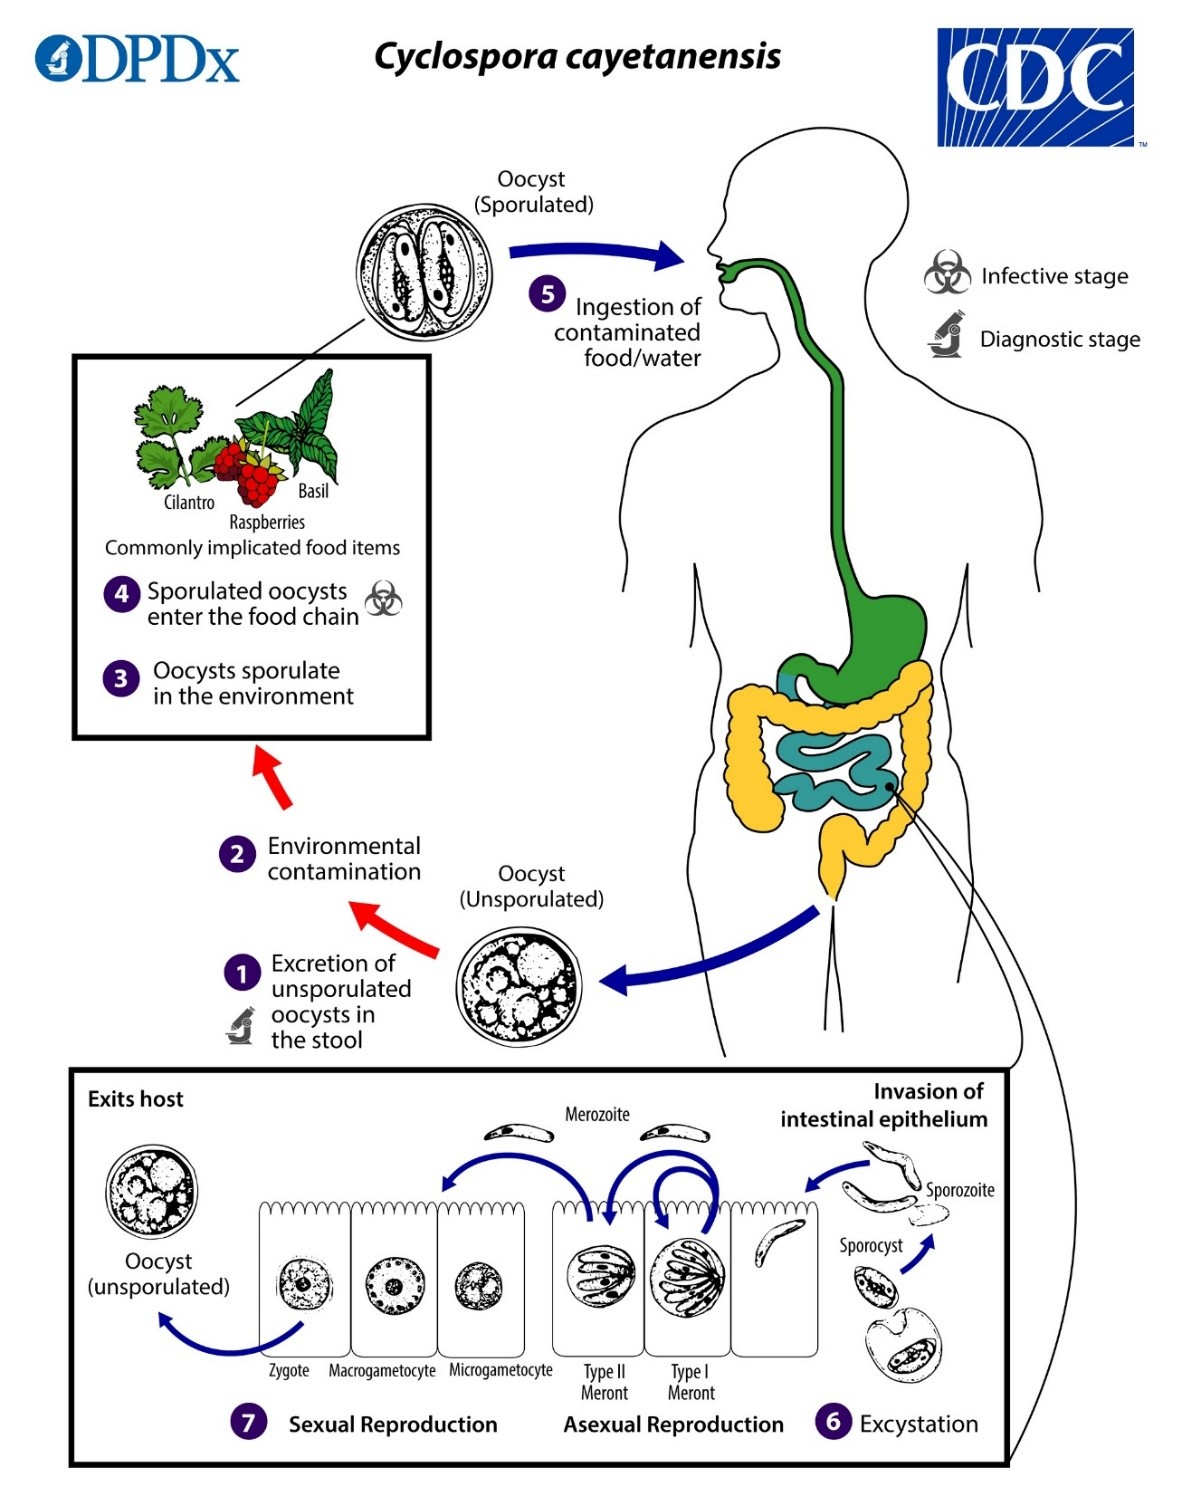 DPDx
Cyclospora cayetanensis
CDC
TM
Oocyst
(Sporulated)
5
Ingestion of
contaminated
food/water
Infective stage
Diagnostic stage
Cilantro
Basil
Raspberries
Commonly implicated food items
4 Sporulated oocysts
enter the food chain
3 Oocysts sporulate
in the environment
2 Environmental
contamination
Oocyst
(Unsporulated)
1 Excretion of
unsporulated
oocysts in
the stool
Exits host
Invasion of
intestinal epithelium
Merozoite
Sporozoite
Sporocyst
Oocyst
(unsporulated)
Zygote Macrogametocyte Microgametocyte
Type II
Meront
Type I
Meront
7 Sexual Reproduction
Asexual Reproduction
6 Excystation